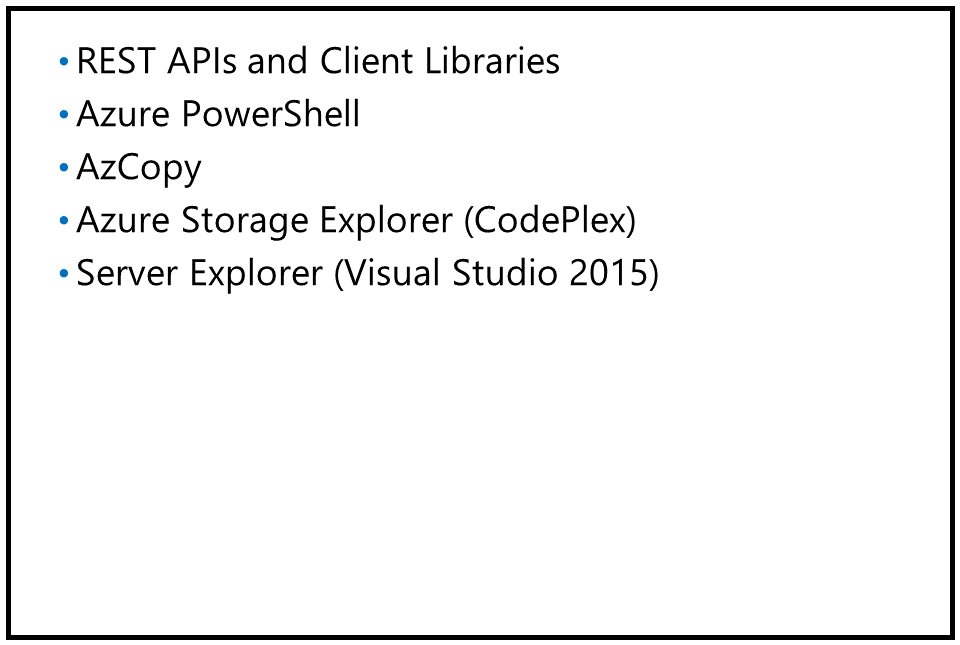 • REST APIs and Client Libraries
• Azure PowerShell
• AzCopy
• Azure Storage Explorer (CodePlex)
• Server Explorer (Visual Studio 2015)